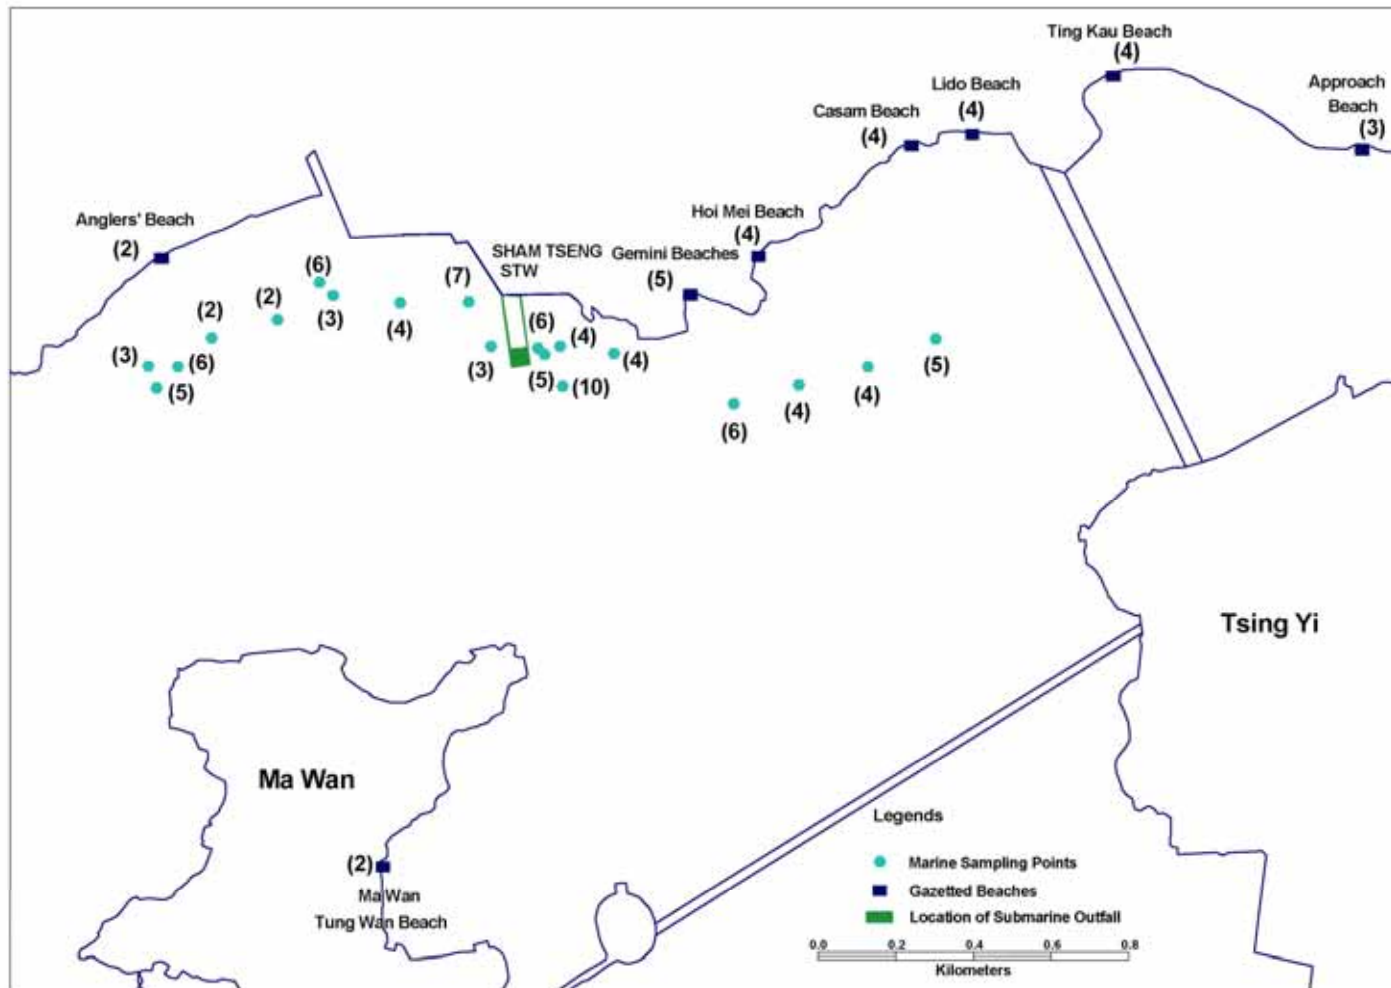 Ting Kau Beach
(4)
Approach
Beach
(3)
Lido Beach
(4)
Casam Beach
(4)
Hoi Mei Beach
(4)
Anglers' Beach
(2)
SHAM TSENG
STW
Gemini Beaches
(5)
(6)
(7)
(2)
(2)
(3)
(4)
(6)
(4)
(3)
(6)
(5)
(3)
(5)
(10)
(4)
(5)
(4)
(4)
(6)
Tsing Yi
Ma Wan
(2)
Ma Wan
Tung Wan Beach
Legends
Marine Sampling Points
Gazetted Beaches
Location of Submarine Outfall
0.0 0.2 0.4 0.6 0.8
Kilometers